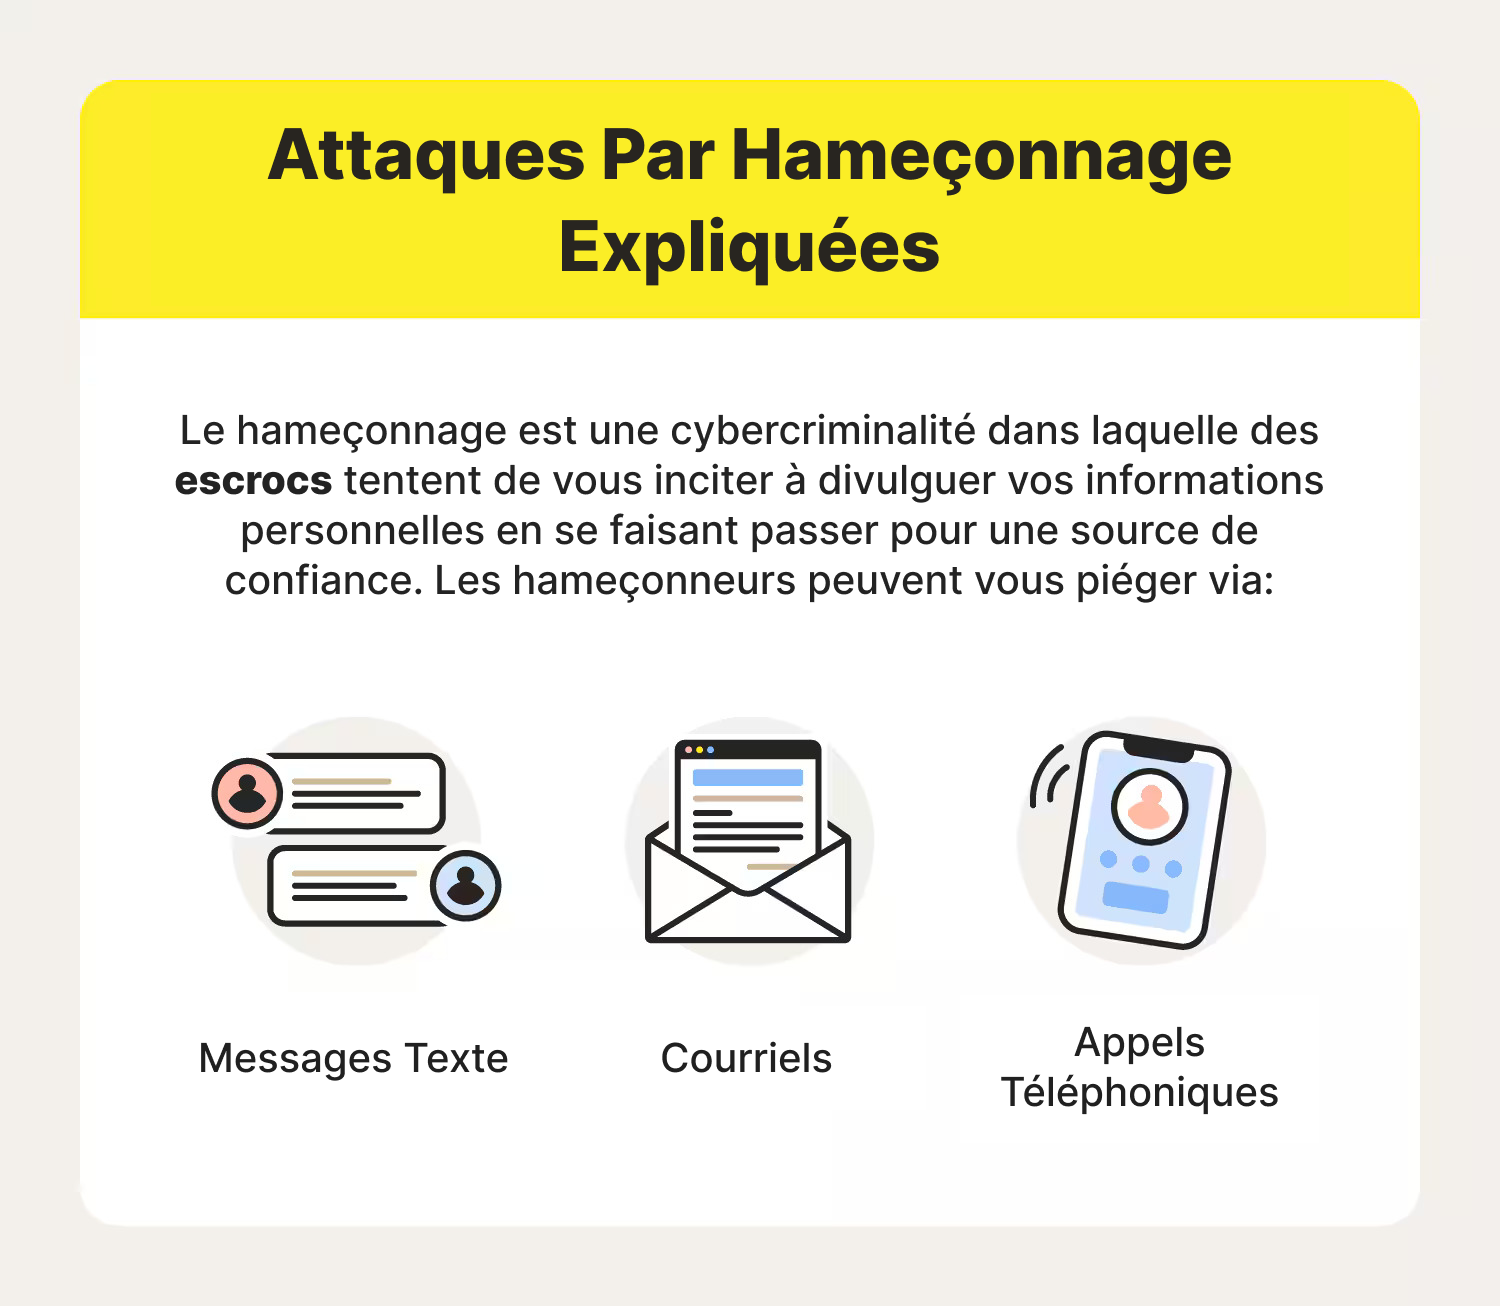 Attaques Par Hameçonnage
Expliquées
Le hameçonnage est une cybercriminalité dans laquelle des
escrocs tentent de vous inciter à divulguer vos informations
personnelles en se faisant passer pour une source de
confiance. Les hameçonneurs peuvent vous piéger via:
Messages Texte
Courriels
Appels
Téléphoniques